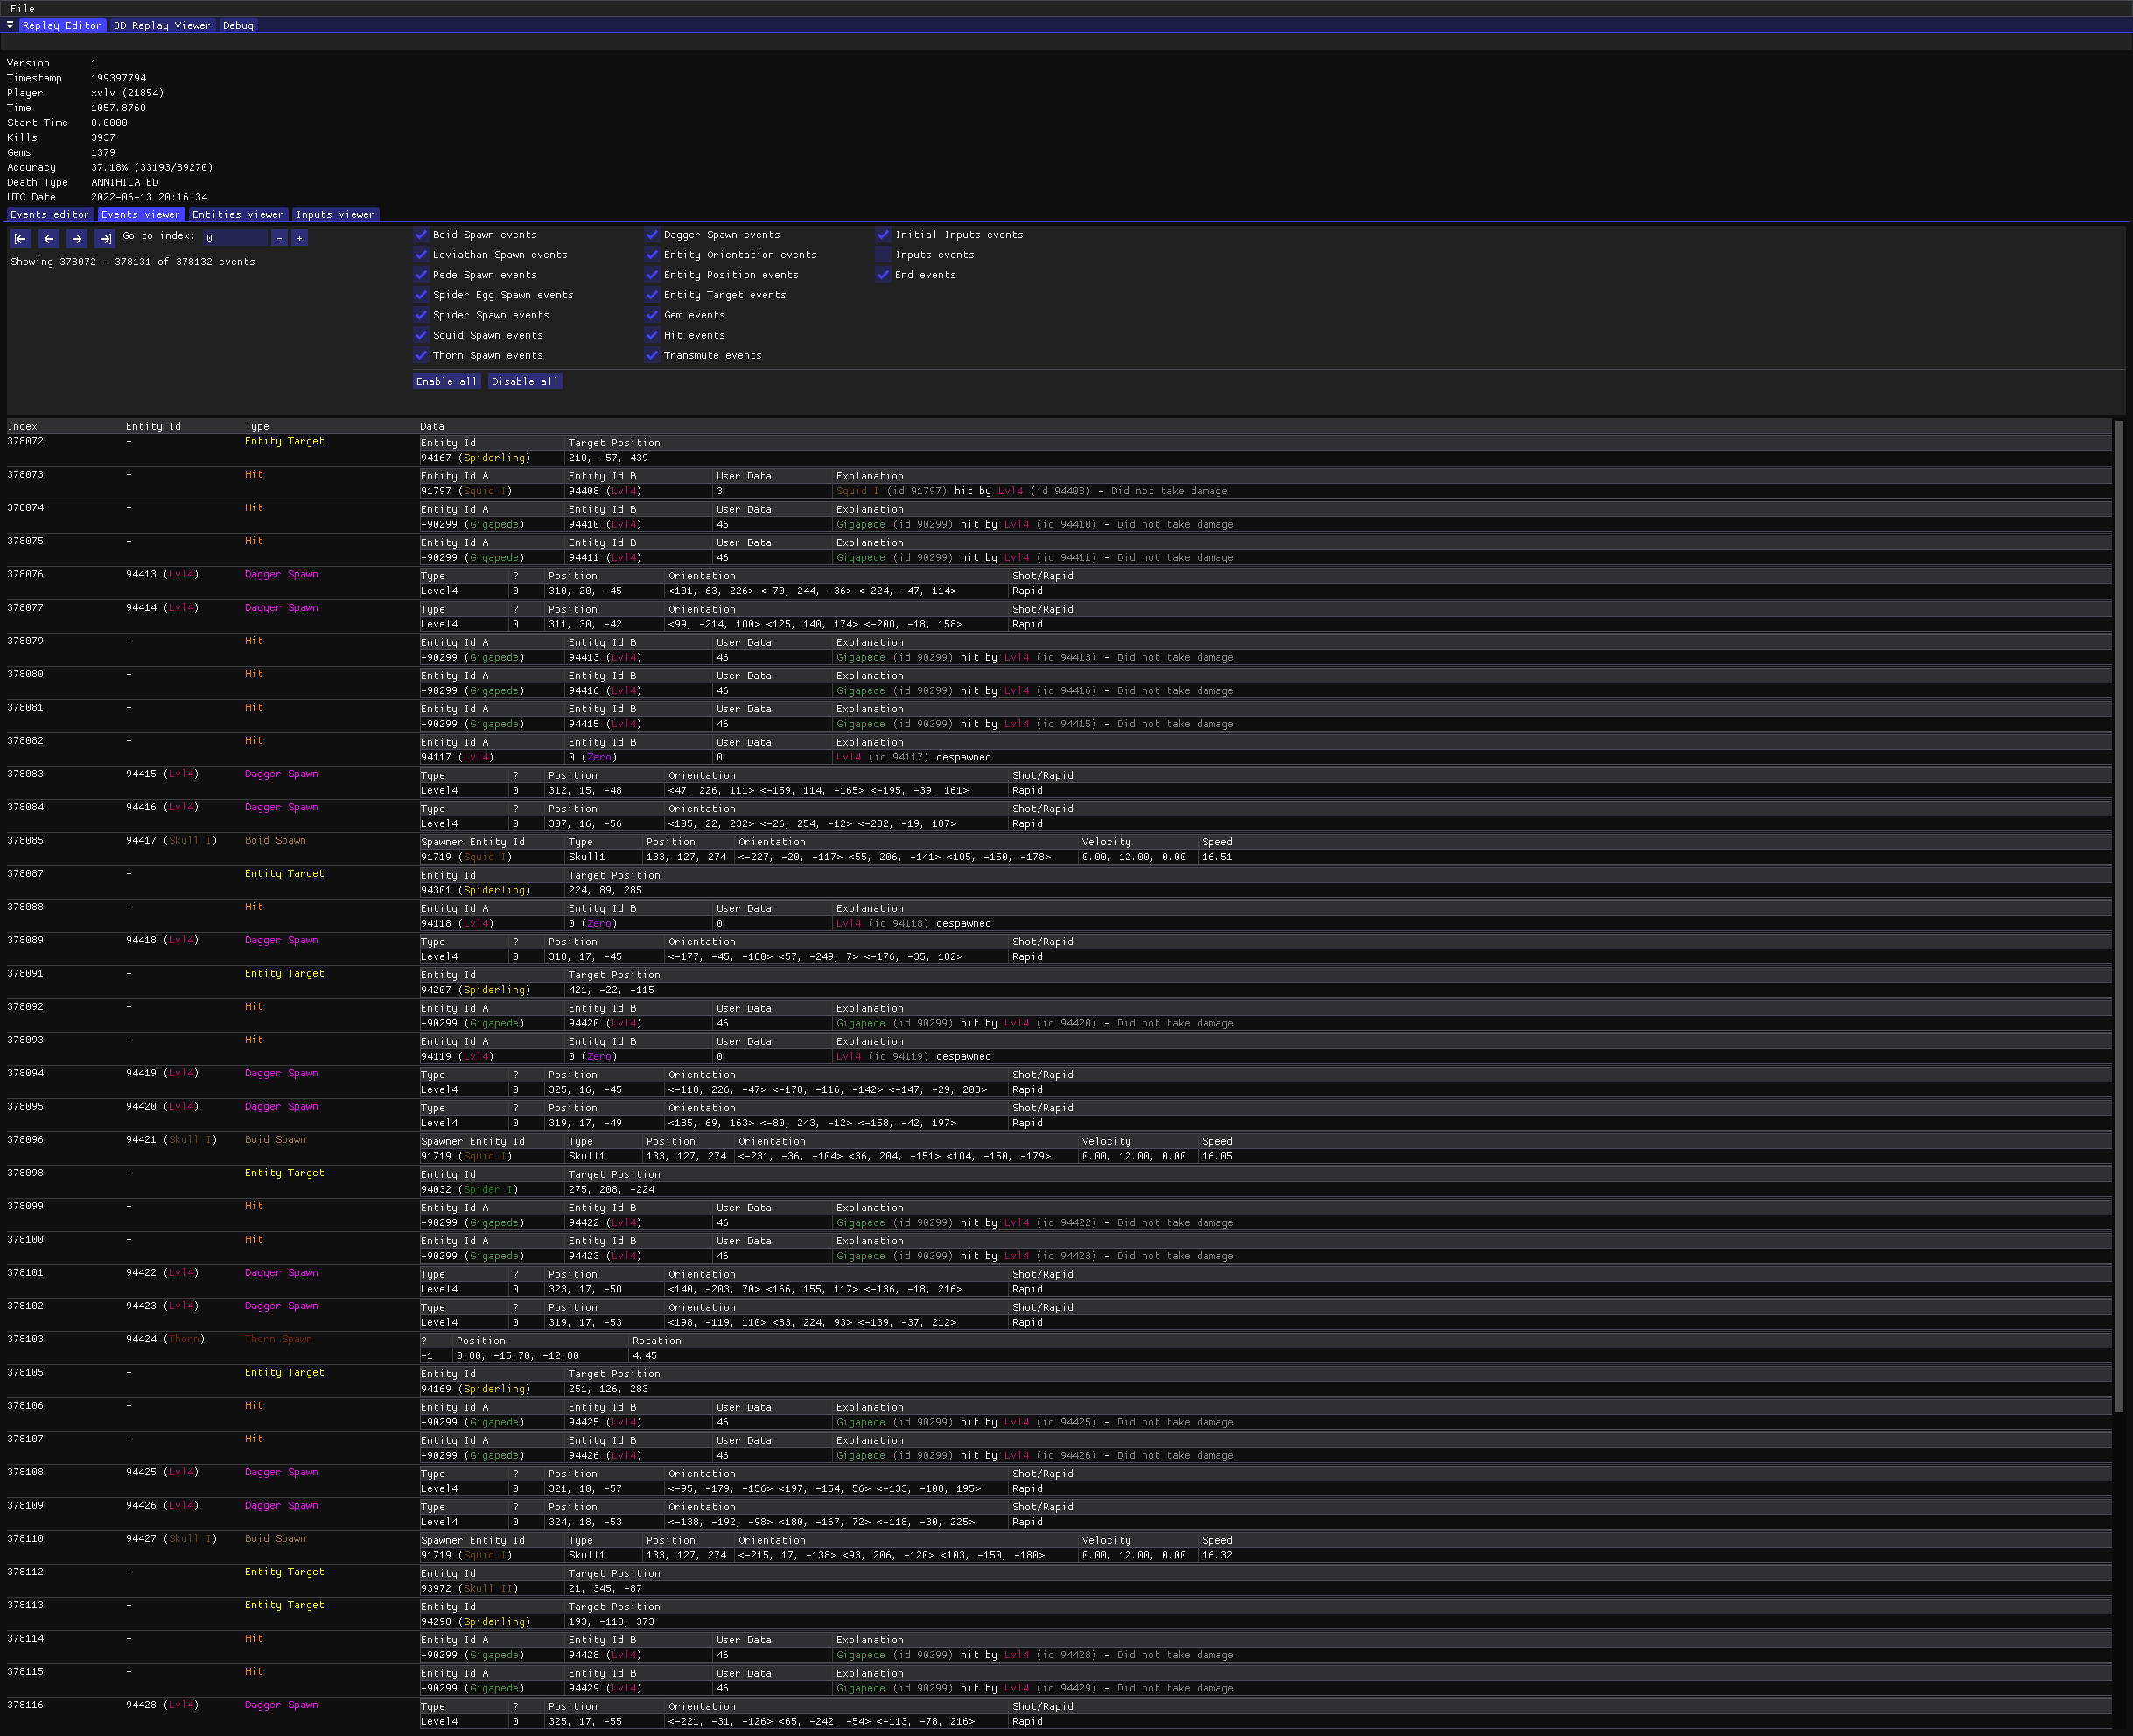 File
Replay Editor 3D Replay Viewer Debug
Version 1
Timestamp 199397794
Player xvlv (21854)
Time 1057.8760
Start Time 0.0000
Kills 3937
Gems 1379
Accuracy 37.18% (33193/89270)
Death Type ANNIHILATED
UTC Date 2022-06-13 20:16:34
Events editor Events viewer Entities viewer Inputs viewer
Go to index: 0 - +
Showing 378072 - 378131 of 378132 events
Boid Spawn events Dagger Spawn events Initial Inputs events
Leviathan Spawn events Entity Orientation events Inputs events
Pede Spawn events Entity Position events End events
Spider Egg Spawn events Entity Target events
Spider Spawn events Gem events
Squid Spawn events Hit events
Thorn Spawn events Transmute events
Enable all Disable all
Index Entity Id Type Data
378072 - Entity Target Entity Id Target Position
94167 (Spiderling) 210, -57, 439
378073 - Hit Entity Id A Entity Id B User Data Explanation
91797 (Squid I) 94408 (Lvl4) 3 Squid I (id 91797) hit by Lvl4 (id 94408) - Did not take damage
378074 - Hit Entity Id A Entity Id B User Data Explanation
-90299 (Gigapede) 94410 (Lvl4) 46 Gigapede (id 90299) hit by Lvl4 (id 94410) - Did not take damage
378075 - Hit Entity Id A Entity Id B User Data Explanation
-90299 (Gigapede) 94411 (Lvl4) 46 Gigapede (id 90299) hit by Lvl4 (id 94411) - Did not take damage
378076 94413 (Lvl4) Dagger Spawn Type ? Position Orientation Shot/Rapid
Level4 0 310, 20, -45 <101, 63, 226> <-70, 244, -36> <-224, -47, 114> Rapid
378077 94414 (Lvl4) Dagger Spawn Type ? Position Orientation Shot/Rapid
Level4 0 311, 30, -42 <99, -214, 100> <125, 140, 174> <-200, -18, 158> Rapid
378079 - Hit Entity Id A Entity Id B User Data Explanation
-90299 (Gigapede) 94413 (Lvl4) 46 Gigapede (id 90299) hit by Lvl4 (id 94413) - Did not take damage
378080 - Hit Entity Id A Entity Id B User Data Explanation
-90299 (Gigapede) 94416 (Lvl4) 46 Gigapede (id 90299) hit by Lvl4 (id 94416) - Did not take damage
378081 - Hit Entity Id A Entity Id B User Data Explanation
-90299 (Gigapede) 94415 (Lvl4) 46 Gigapede (id 90299) hit by Lvl4 (id 94415) - Did not take damage
378082 - Hit Entity Id A Entity Id B User Data Explanation
94117 (Lvl4) 0 (Zero) 0 Lvl4 (id 94117) despawned
378083 94415 (Lvl4) Dagger Spawn Type ? Position Orientation Shot/Rapid
Level4 0 312, 15, -48 <47, 226, 111> <-159, 114, -165> <-195, -39, 161> Rapid
378084 94416 (Lvl4) Dagger Spawn Type ? Position Orientation Shot/Rapid
Level4 0 307, 16, -56 <105, 22, 232> <-26, 254, -12> <-232, -19, 107> Rapid
378085 94417 (Skull I) Boid Spawn Spawner Entity Id Type Position Orientation Velocity Speed
91719 (Squid I) Skull1 133, 127, 274 <-227, -20, -117> <55, 206, -141> <105, -150, -178> 0.00, 12.00, 0.00 16.51
378087 - Entity Target Entity Id Target Position
94301 (Spiderling) 224, 89, 285
378088 - Hit Entity Id A Entity Id B User Data Explanation
94118 (Lvl4) 0 (Zero) 0 Lvl4 (id 94118) despawned
378089 94418 (Lvl4) Dagger Spawn Type ? Position Orientation Shot/Rapid
Level4 0 318, 17, -45 <-177, -45, -180> <57, -249, 7> <-176, -35, 182> Rapid
378091 - Entity Target Entity Id Target Position
94207 (Spiderling) 421, -22, -115
378092 - Hit Entity Id A Entity Id B User Data Explanation
-90299 (Gigapede) 94420 (Lvl4) 46 Gigapede (id 90299) hit by Lvl4 (id 94420) - Did not take damage
378093 - Hit Entity Id A Entity Id B User Data Explanation
94119 (Lvl4) 0 (Zero) 0 Lvl4 (id 94119) despawned
378094 94419 (Lvl4) Dagger Spawn Type ? Position Orientation Shot/Rapid
Level4 0 325, 16, -45 <-110, 226, -47> <-178, -116, -142> <-147, -29, 208> Rapid
378095 94420 (Lvl4) Dagger Spawn Type ? Position Orientation Shot/Rapid
Level4 0 319, 17, -49 <185, 69, 163> <-80, 243, -12> <-158, -42, 197> Rapid
378096 94421 (Skull I) Boid Spawn Spawner Entity Id Type Position Orientation Velocity Speed
91719 (Squid I) Skull1 133, 127, 274 <-231, -36, -104> <36, 204, -151> <104, -150, -179> 0.00, 12.00, 0.00 16.05
378098 - Entity Target Entity Id Target Position
94032 (Spider I) 275, 208, -224
378099 - Hit Entity Id A Entity Id B User Data Explanation
-90299 (Gigapede) 94422 (Lvl4) 46 Gigapede (id 90299) hit by Lvl4 (id 94422) - Did not take damage
378100 - Hit Entity Id A Entity Id B User Data Explanation
-90299 (Gigapede) 94423 (Lvl4) 46 Gigapede (id 90299) hit by Lvl4 (id 94423) - Did not take damage
378101 94422 (Lvl4) Dagger Spawn Type ? Position Orientation Shot/Rapid
Level4 0 323, 17, -50 <140, -203, 70> <166, 155, 117> <-136, -18, 216> Rapid
378102 94423 (Lvl4) Dagger Spawn Type ? Position Orientation Shot/Rapid
Level4 0 319, 17, -53 <198, -119, 110> <83, 224, 93> <-139, -37, 212> Rapid
378103 94424 (Thorn) Thorn Spawn ? Position Rotation
-1 0.00, -15.70, -12.00 4.45
378105 - Entity Target Entity Id Target Position
94169 (Spiderling) 251, 126, 283
378106 - Hit Entity Id A Entity Id B User Data Explanation
-90299 (Gigapede) 94425 (Lvl4) 46 Gigapede (id 90299) hit by Lvl4 (id 94425) - Did not take damage
378107 - Hit Entity Id A Entity Id B User Data Explanation
-90299 (Gigapede) 94426 (Lvl4) 46 Gigapede (id 90299) hit by Lvl4 (id 94426) - Did not take damage
378108 94425 (Lvl4) Dagger Spawn Type ? Position Orientation Shot/Rapid
Level4 0 321, 10, -57 <-95, -179, -156> <197, -154, 56> <-133, -100, 195> Rapid
378109 94426 (Lvl4) Dagger Spawn Type ? Position Orientation Shot/Rapid
Level4 0 324, 18, -53 <-138, -192, -98> <180, -167, 72> <-118, -30, 225> Rapid
378110 94427 (Skull I) Boid Spawn Spawner Entity Id Type Position Orientation Velocity Speed
91719 (Squid I) Skull1 133, 127, 274 <-215, 17, -138> <93, 206, -120> <103, -150, -180> 0.00, 12.00, 0.00 16.32
378112 - Entity Target Entity Id Target Position
93972 (Skull II) 21, 345, -87
378113 - Entity Target Entity Id Target Position
94298 (Spiderling) 193, -113, 373
378114 - Hit Entity Id A Entity Id B User Data Explanation
-90299 (Gigapede) 94428 (Lvl4) 46 Gigapede (id 90299) hit by Lvl4 (id 94428) - Did not take damage
378115 - Hit Entity Id A Entity Id B User Data Explanation
-90299 (Gigapede) 94429 (Lvl4) 46 Gigapede (id 90299) hit by Lvl4 (id 94429) - Did not take damage
378116 94428 (Lvl4) Dagger Spawn Type ? Position Orientation Shot/Rapid
Level4 0 325, 17, -55 <-221, -31, -126> <65, -242, -54> <-113, -78, 216> Rapid